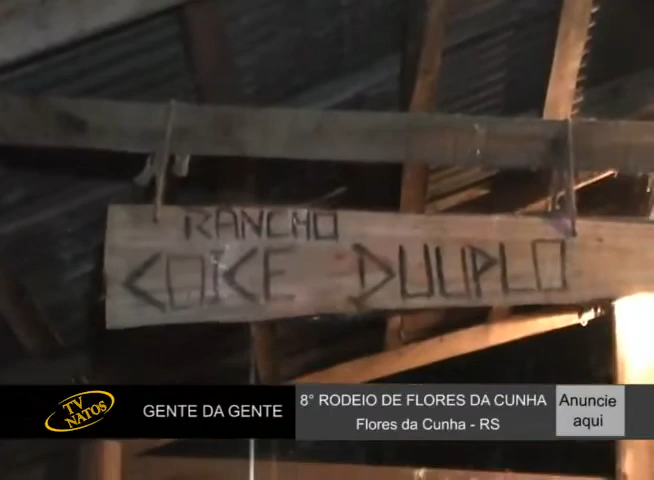 RANCHO
COICE DUUPLO
TV
NATOS
GENTE DA GENTE
8° RODEIO DE FLORES DA CUNHA
Flores da Cunha - RS
Anuncie
aqui